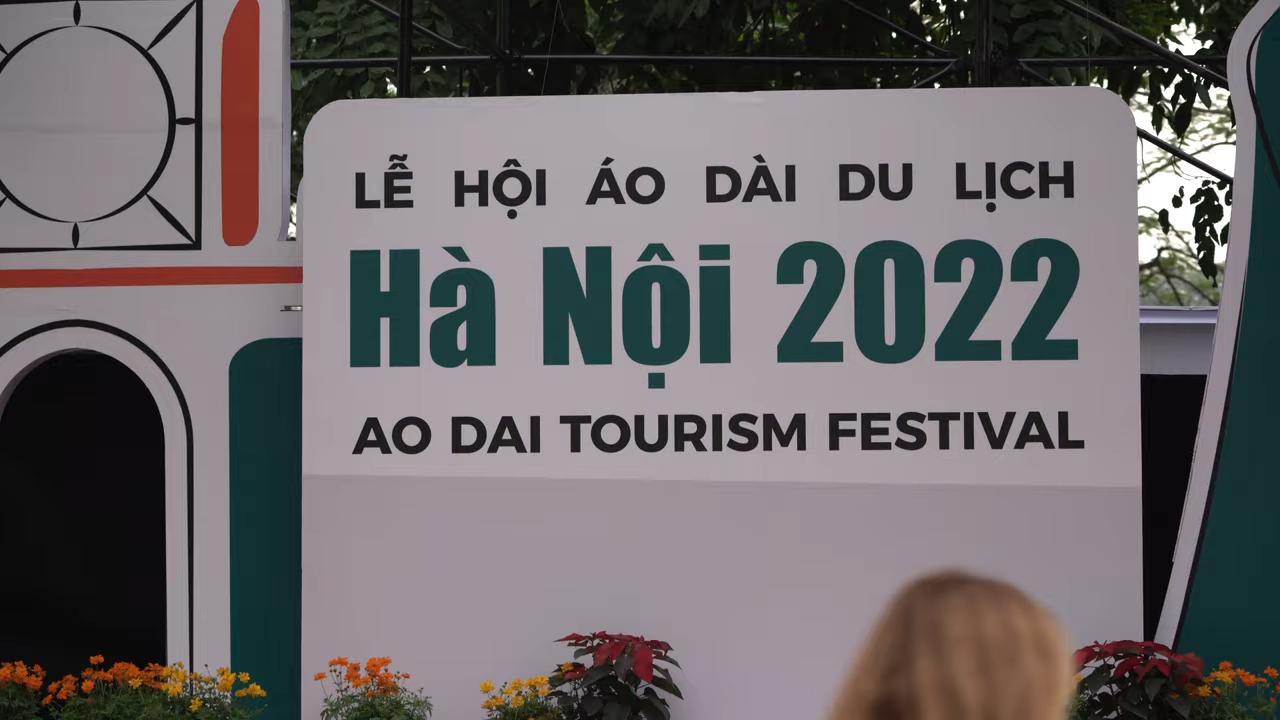 LỄ HỘI ÁO DÀI DU LỊCH
Hà Nội 2022
AO DAI TOURISM FESTIVAL